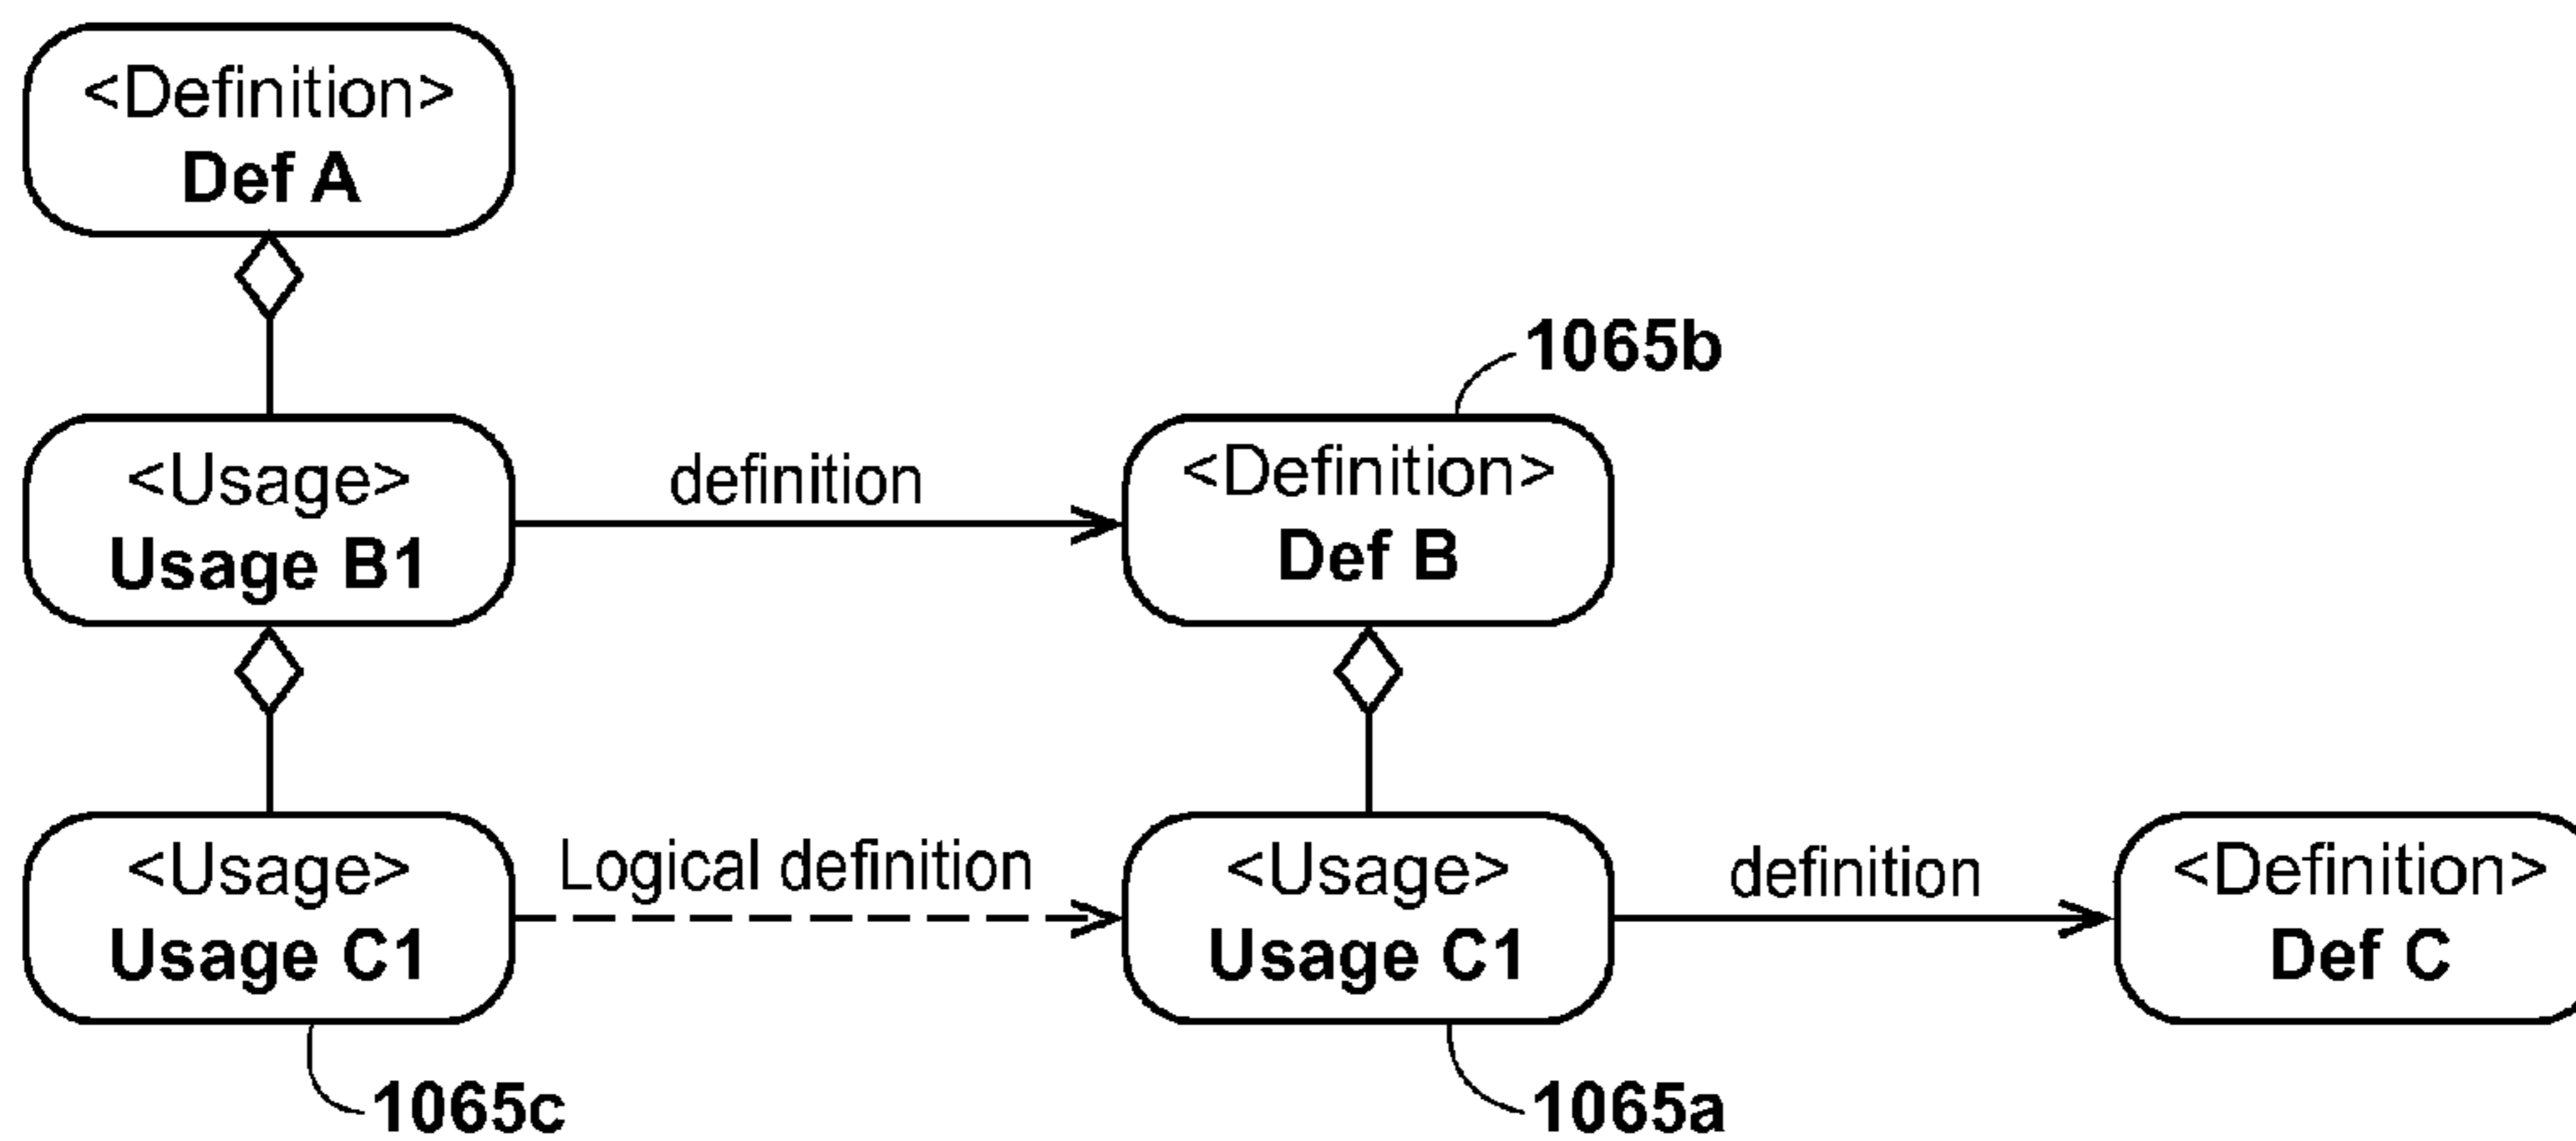 <Definition>
Def A
1065b
<Usage>
Usage B1
definition
<Definition>
Def B
<Usage>
Usage C1
Logical definition
<Usage>
Usage C1
definition
<Definition>
Def C
1065c
1065a